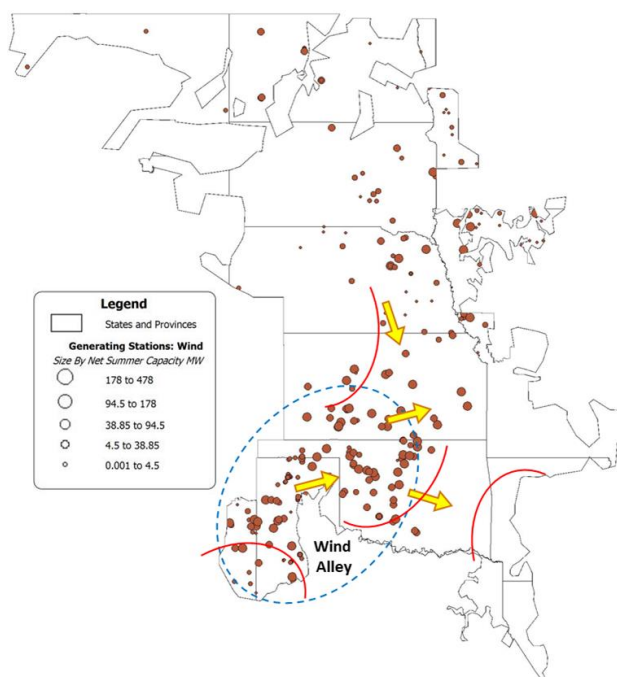 Legend
States and Provinces
Generating Stations: Wind
Size By Net Summer Capacity MW
178 to 478
94.5 to 178
38.85 to 94.5
4.5 to 38.85
0.001 to 4.5
Wind
Alley